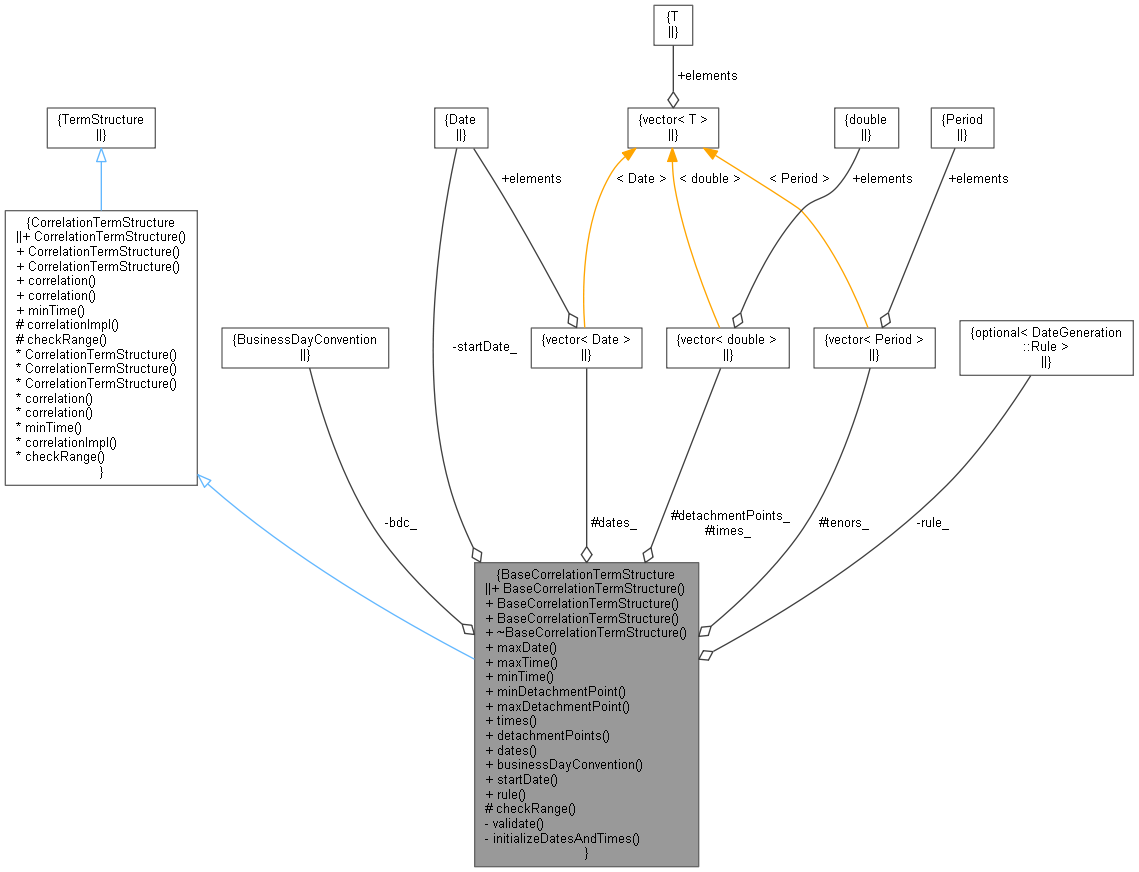 {T
||}
+elements
{TermStructure
||}
{Date
||}
{vector< T >
||}
{double
||}
{Period
||}
+elements
< Date >
< double >
< Period >
+elements
+elements
{CorrelationTermStructure
||+ CorrelationTermStructure()
+ CorrelationTermStructure()
+ CorrelationTermStructure()
+ correlation()
+ correlation()
+ minTime()
# correlationImpl()
# checkRange()
* CorrelationTermStructure()
* CorrelationTermStructure()
* CorrelationTermStructure()
* correlation()
* correlation()
* minTime()
* correlationImpl()
* checkRange()
}
{BusinessDayConvention
||}
-startDate_
{vector< Date >
||}
{vector< double >
||}
{vector< Period >
||}
{optional< DateGeneration
::Rule >
||}
-bdc_
#dates_
#detachmentPoints_
#times_
#tenors_
-rule_
{BaseCorrelationTermStructure
||+ BaseCorrelationTermStructure()
+ BaseCorrelationTermStructure()
+ BaseCorrelationTermStructure()
+ ~BaseCorrelationTermStructure()
+ maxDate()
+ maxTime()
+ minTime()
+ minDetachmentPoint()
+ maxDetachmentPoint()
+ times()
+ detachmentPoints()
+ dates()
+ businessDayConvention()
+ startDate()
+ rule()
# checkRange()
- validate()
- initializeDatesAndTimes()
}